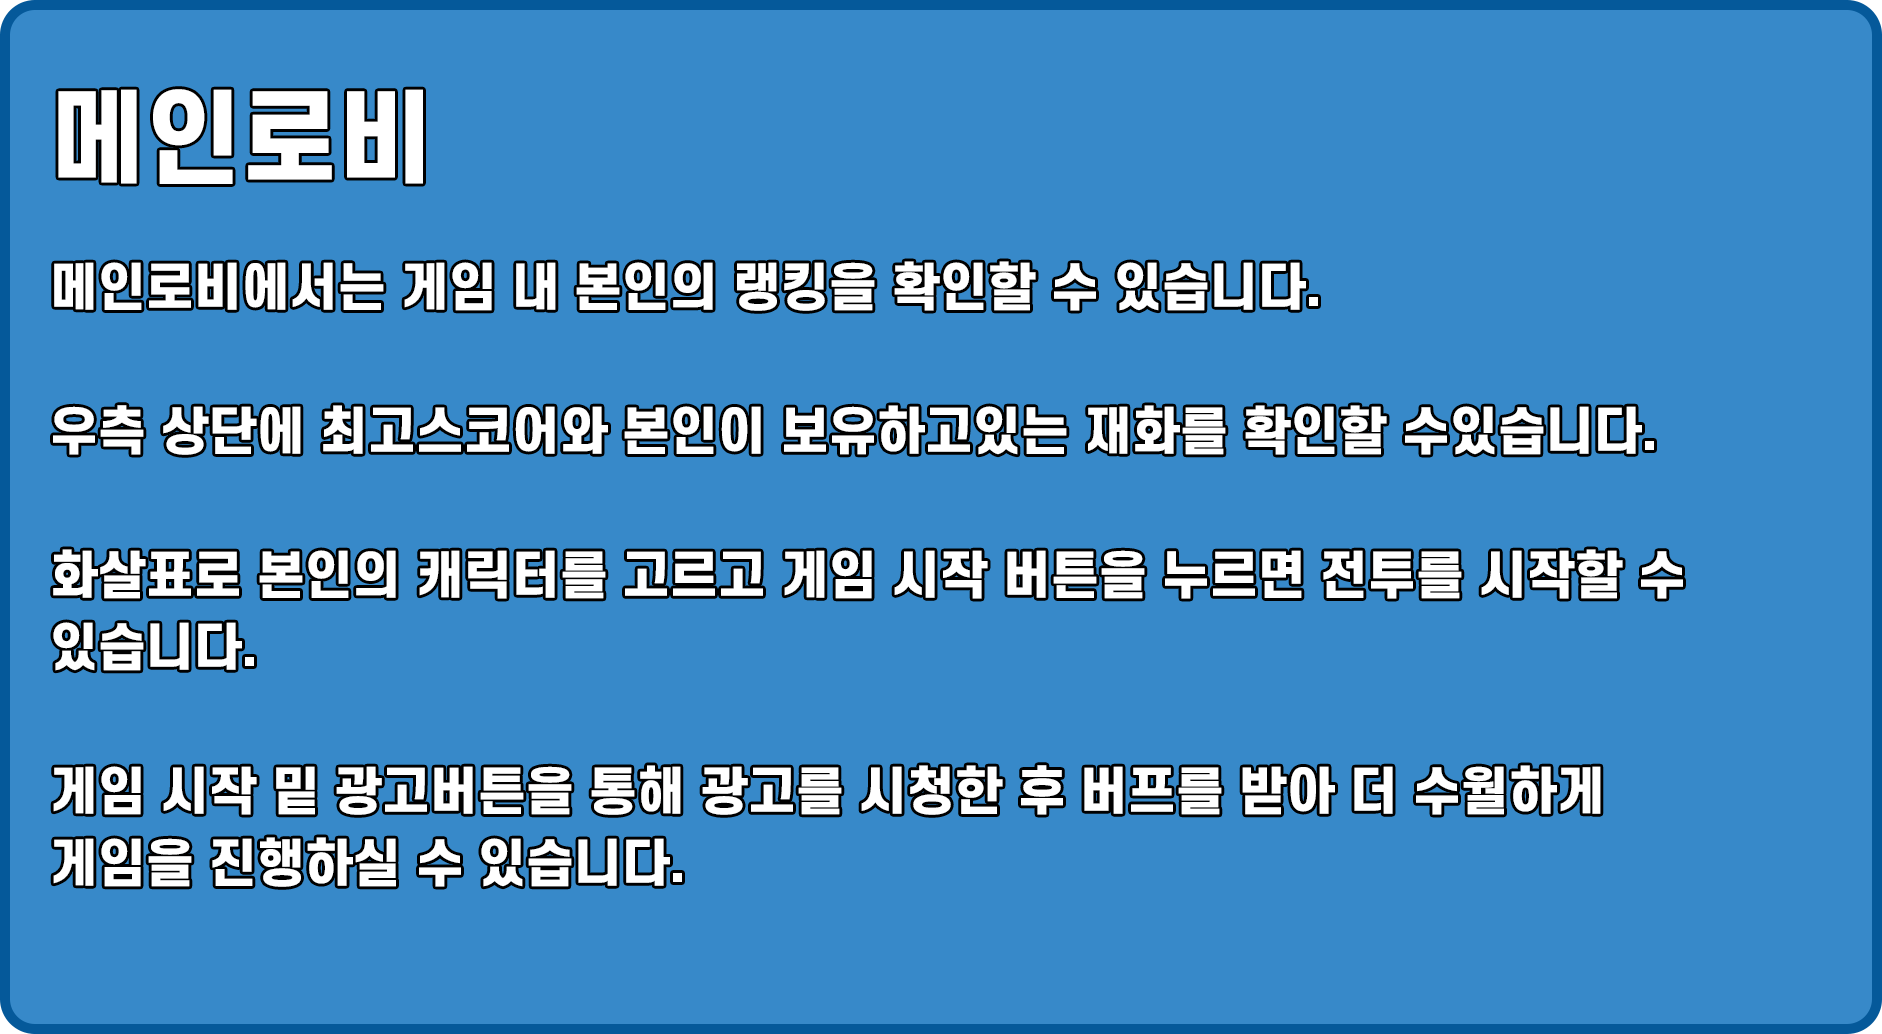 메인로비
메인로비에서는 게임 내 본인의 랭킹을 확인할 수 있습니다.
우측 상단에 최고스코어와 본인이 보유하고있는 재화를 확인할 수있습니다.
화살표로 본인의 캐릭터를 고르고 게임 시작 버튼을 누르면 전투를 시작할 수
있습니다.
게임 시작 밑 광고버튼을 통해 광고를 시청한 후 버프를 받아 더 수월하게
게임을 진행하실 수 있습니다.